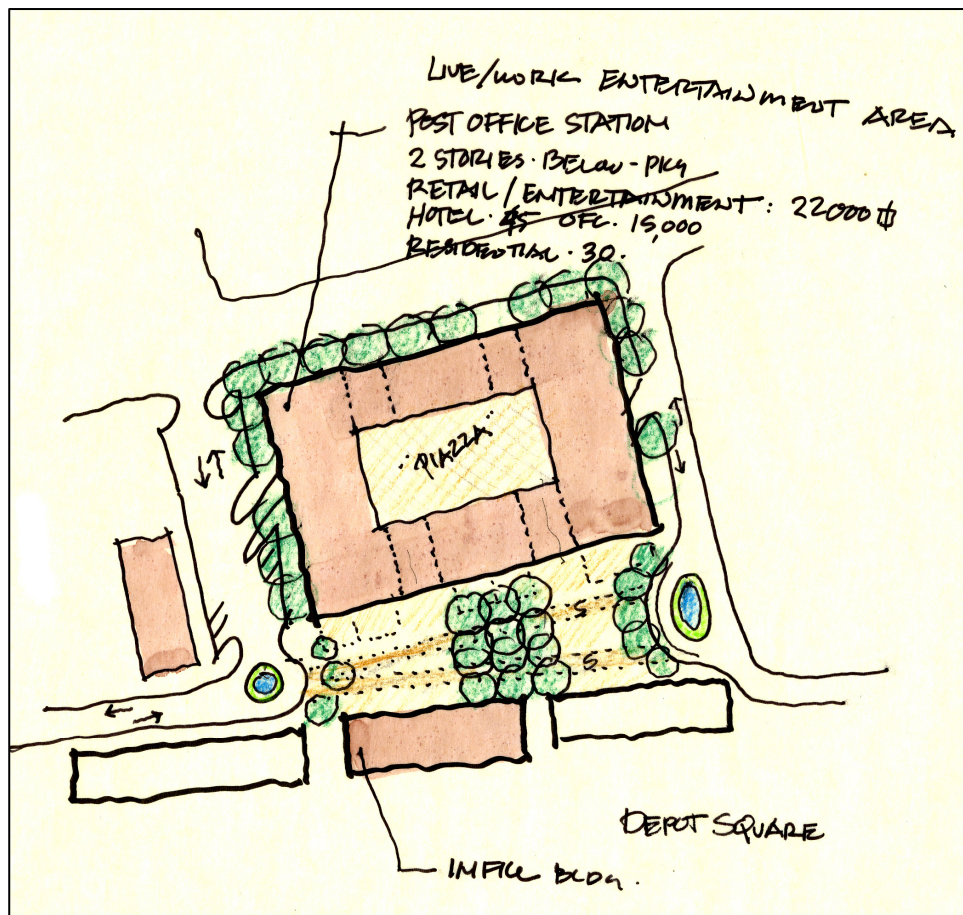 LIVE/WORK ENTERTAINMENT AREA
POST OFFICE STATION
2 STORIES · BELOW - PKG
RETAIL / ENTERTAINMENT : 22000 ⌷
HOTEL · 45 OFC. 15,000
RESIDENTIAL · 30.
"PIAZZA"
S
S
DEPOT SQUARE
INFILL BLDG.